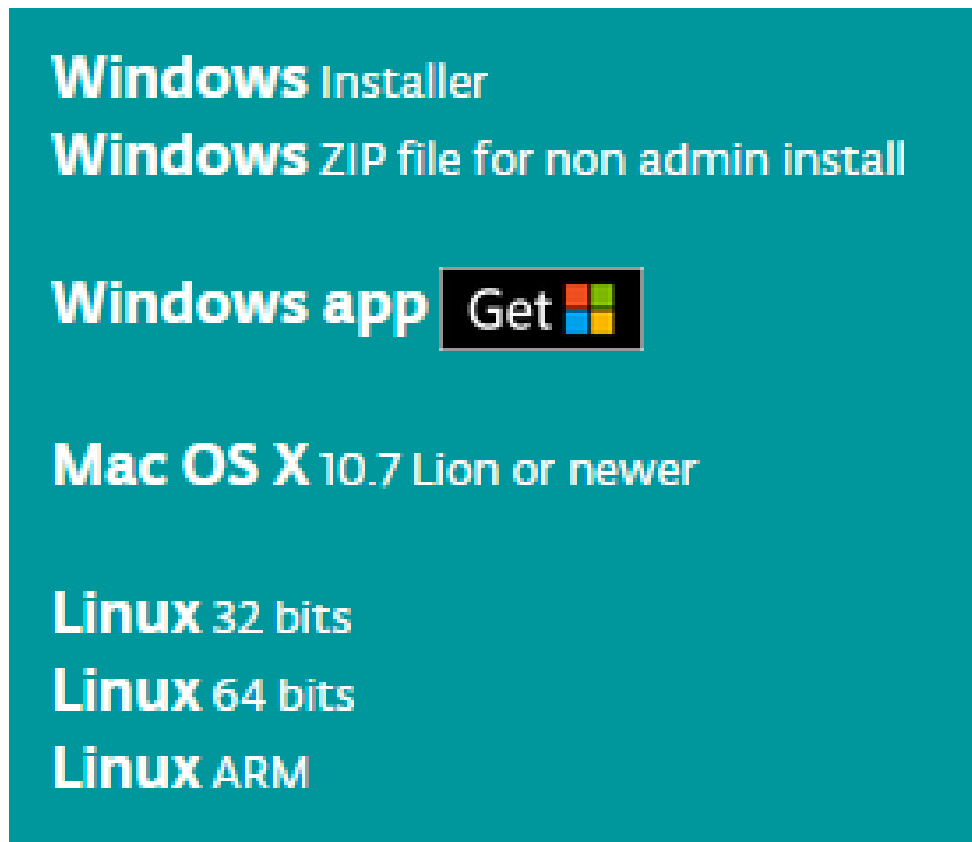 Windows Installer
Windows ZIP file for non admin install
Windows app Get
Mac OS X 10.7 Lion or newer
Linux 32 bits
Linux 64 bits
Linux ARM